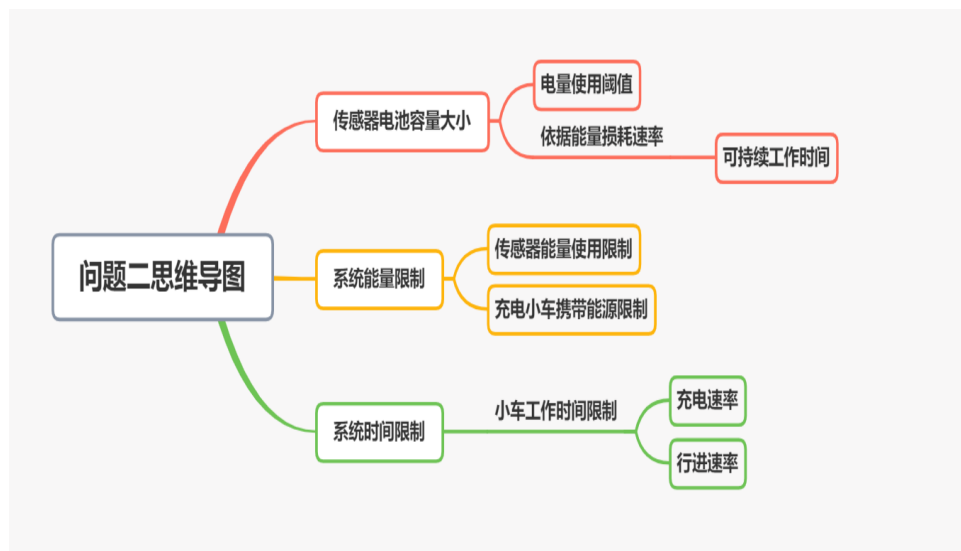 电量使用阈值
传感器电池容量大小
依据能量损耗速率
可持续工作时间
问题二思维导图
传感器能量使用限制
系统能量限制
充电小车携带能源限制
充电速率
小车工作时间限制
系统时间限制
行进速率